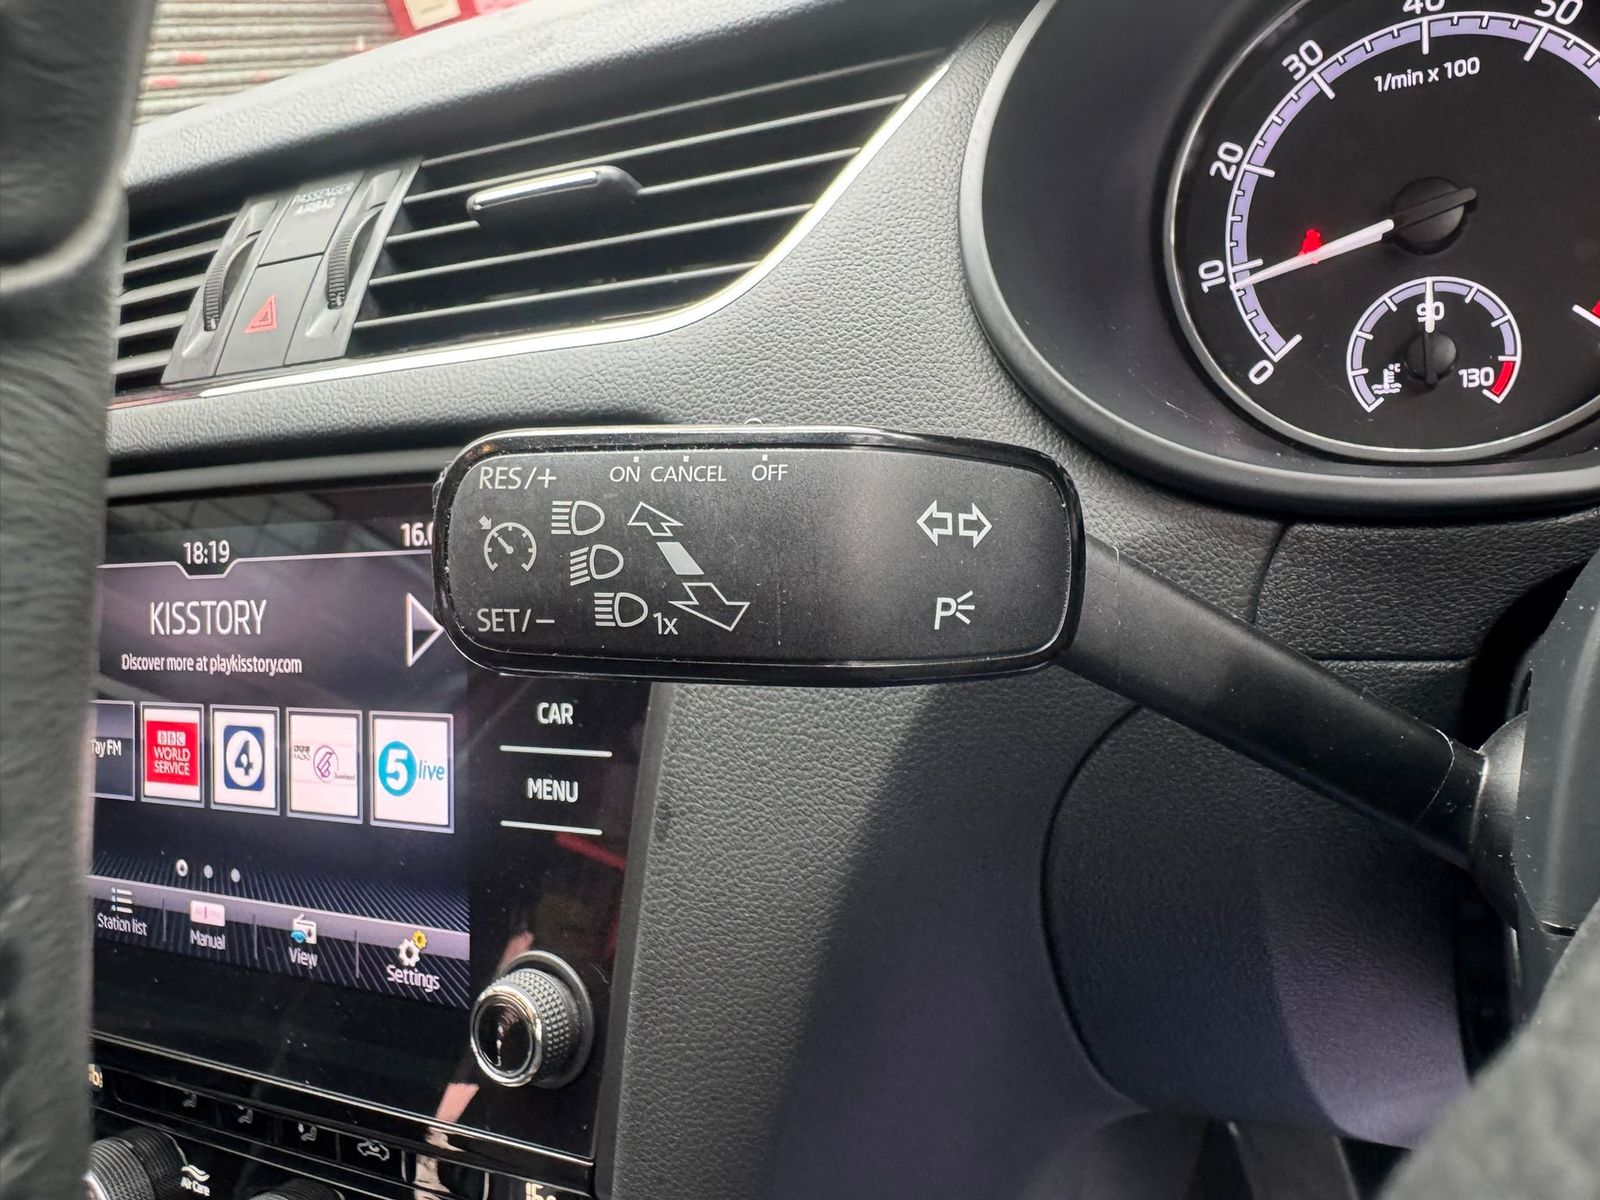 40
50
30
1/min x 100
20
10
0
90
°C
130
PASSENGER
AIRBAG
RES/+
ON CANCEL OFF
SET/–
1x
P
18:19
KISSTORY
Discover more at playkisstory.com
Tay FM
BBC
WORLD
SERVICE
4
5 live
CAR
MENU
Station list
Manual
View
Settings
Air Care